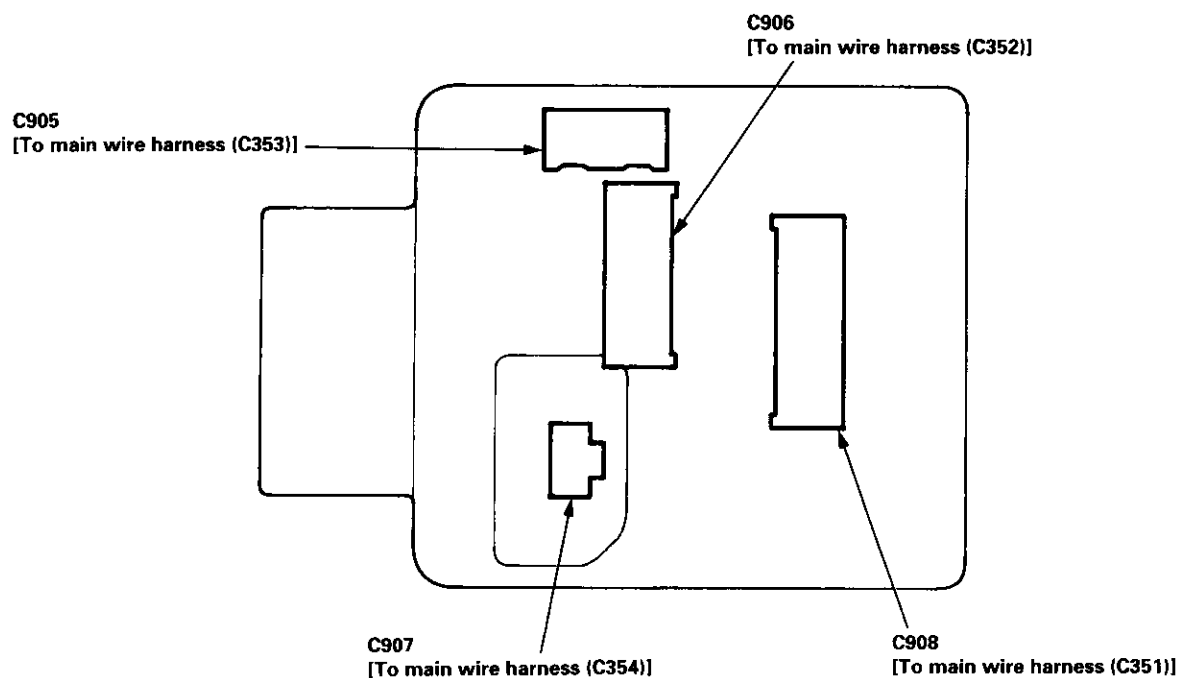 C906
[To main wire harness (C352)]
C905
[To main wire harness (C353)]
C907
[To main wire harness (C354)]
C908
[To main wire harness (C351)]